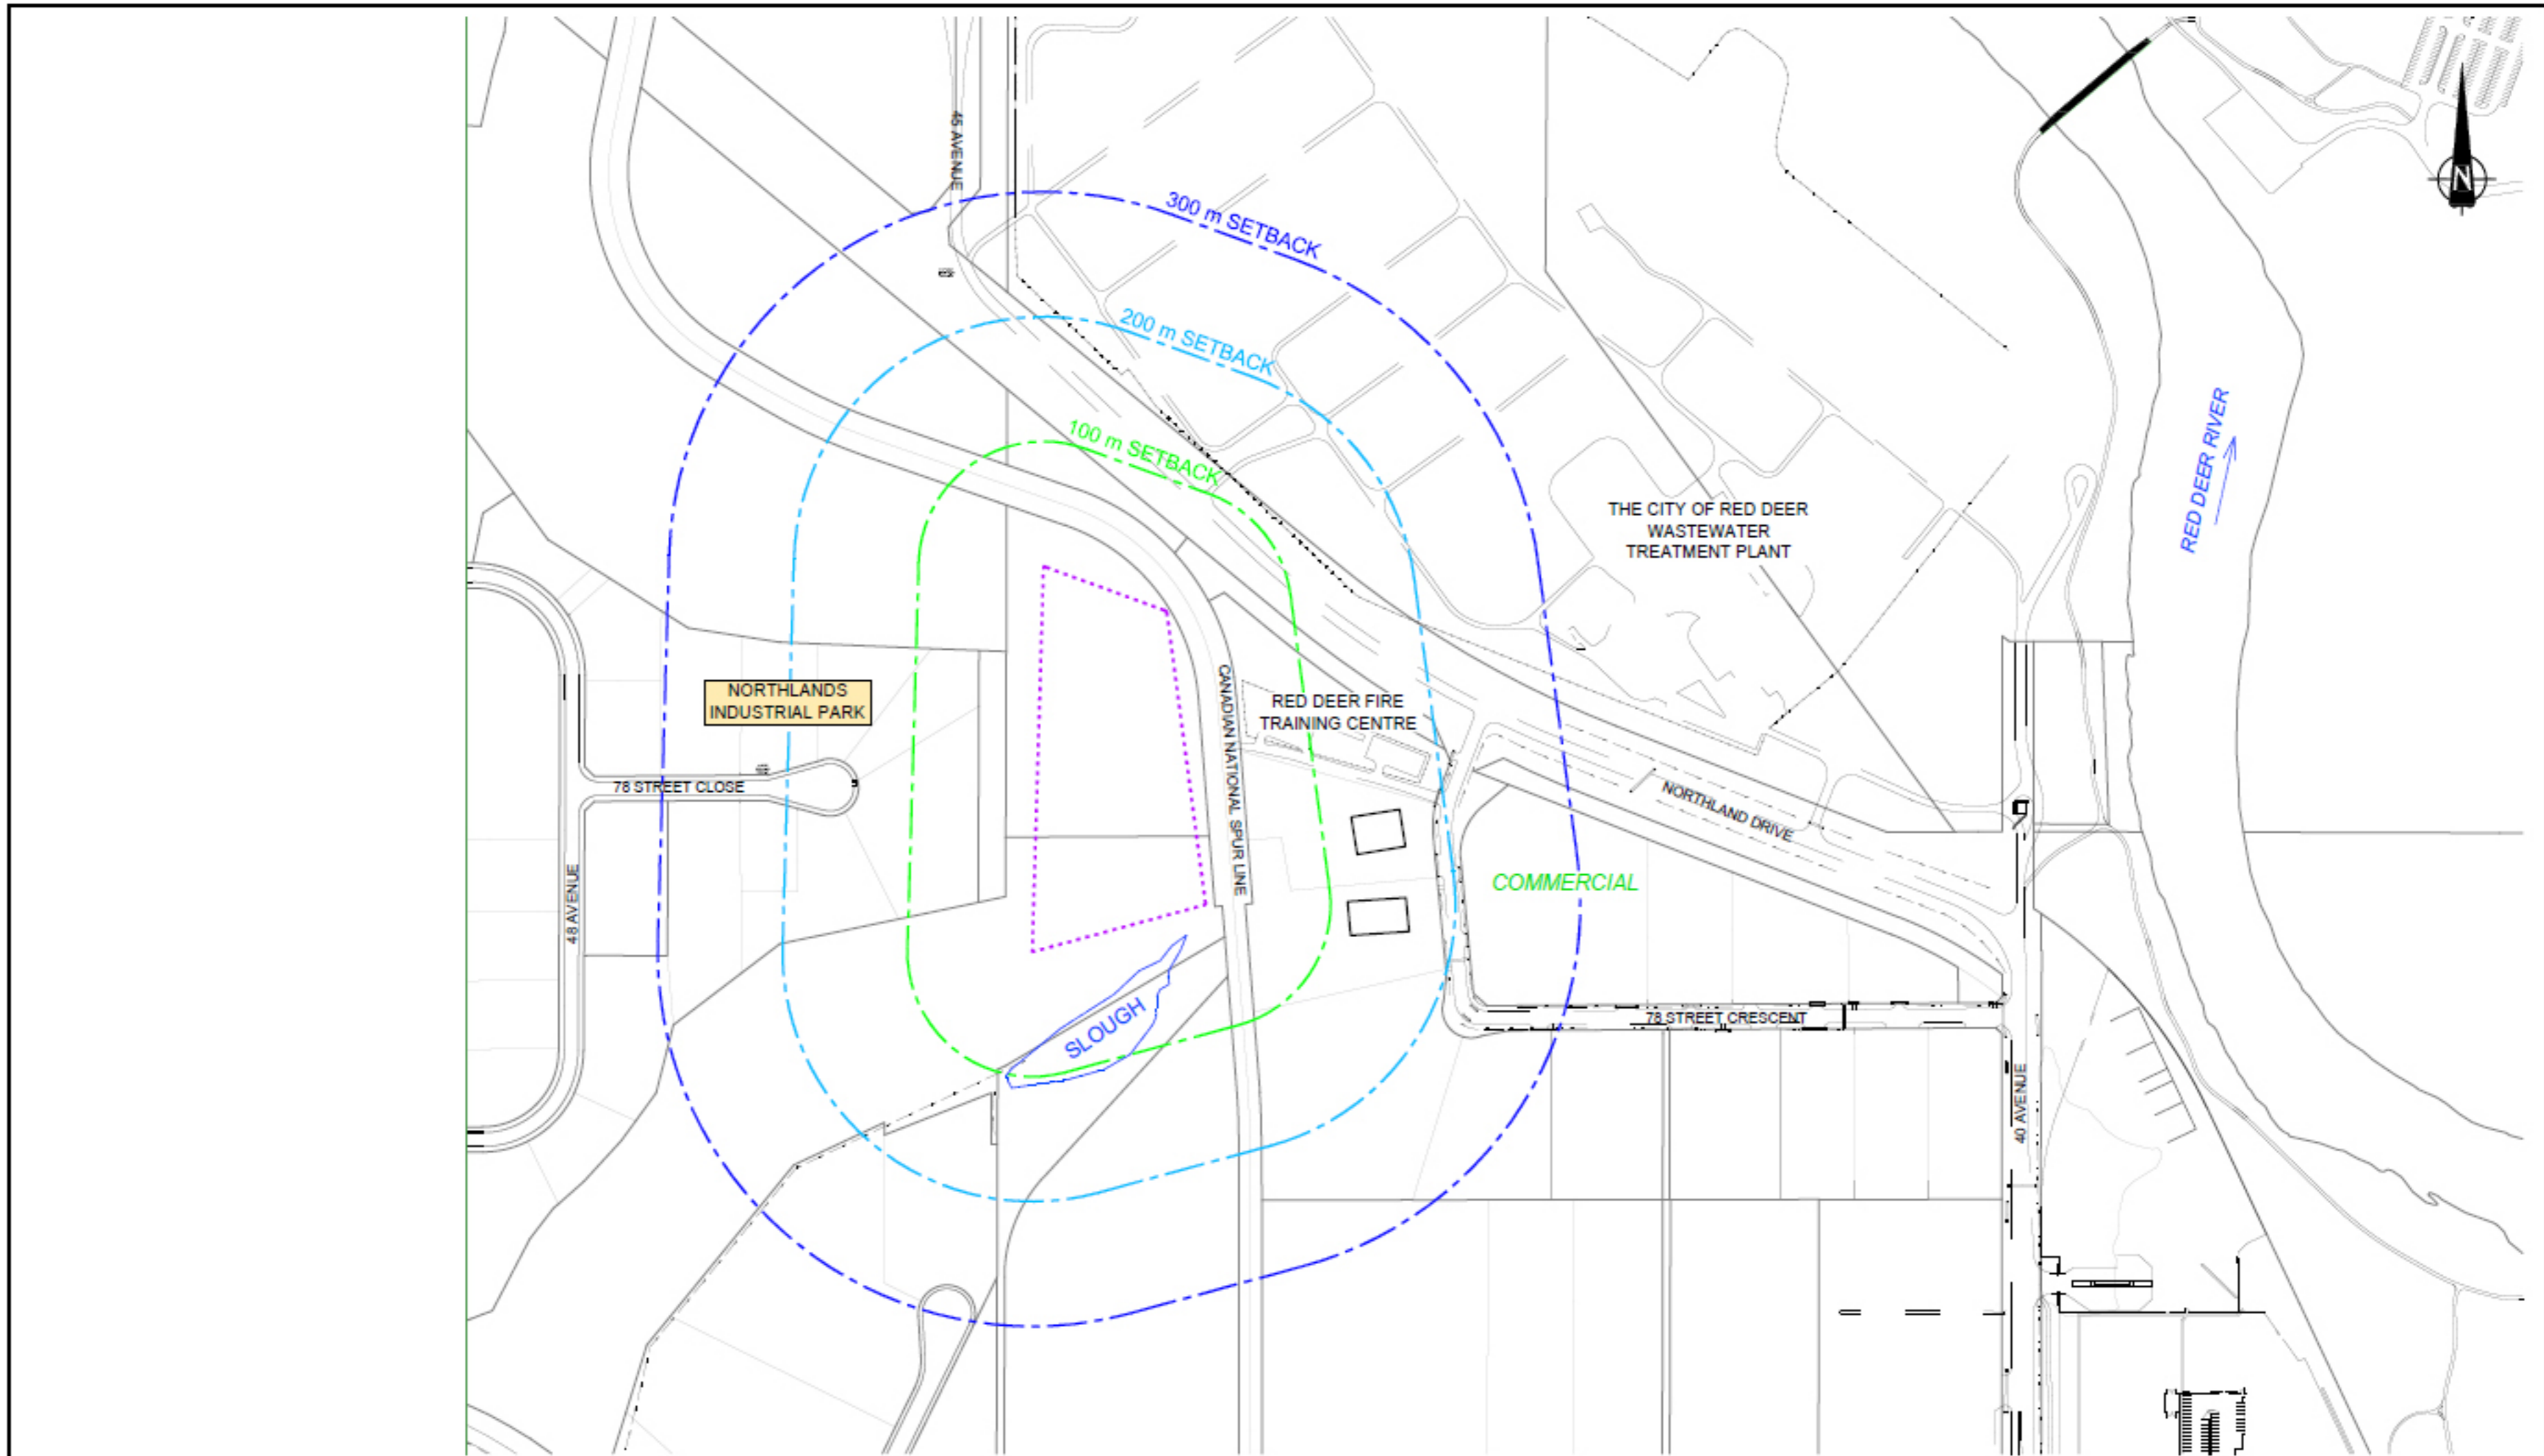 45 AVENUE
300 m SETBACK
N
200 m SETBACK
RED DEER RIVER
100 m SETBACK
THE CITY OF RED DEER
WASTEWATER
TREATMENT PLANT
NORTHLANDS
INDUSTRIAL PARK
RED DEER FIRE
TRAINING CENTRE
CANADIAN NATIONAL SPUR LINE
78 STREET CLOSE
NORTHLAND DRIVE
COMMERCIAL
48 AVENUE
SLOUGH
78 STREET CRESCENT
40 AVENUE